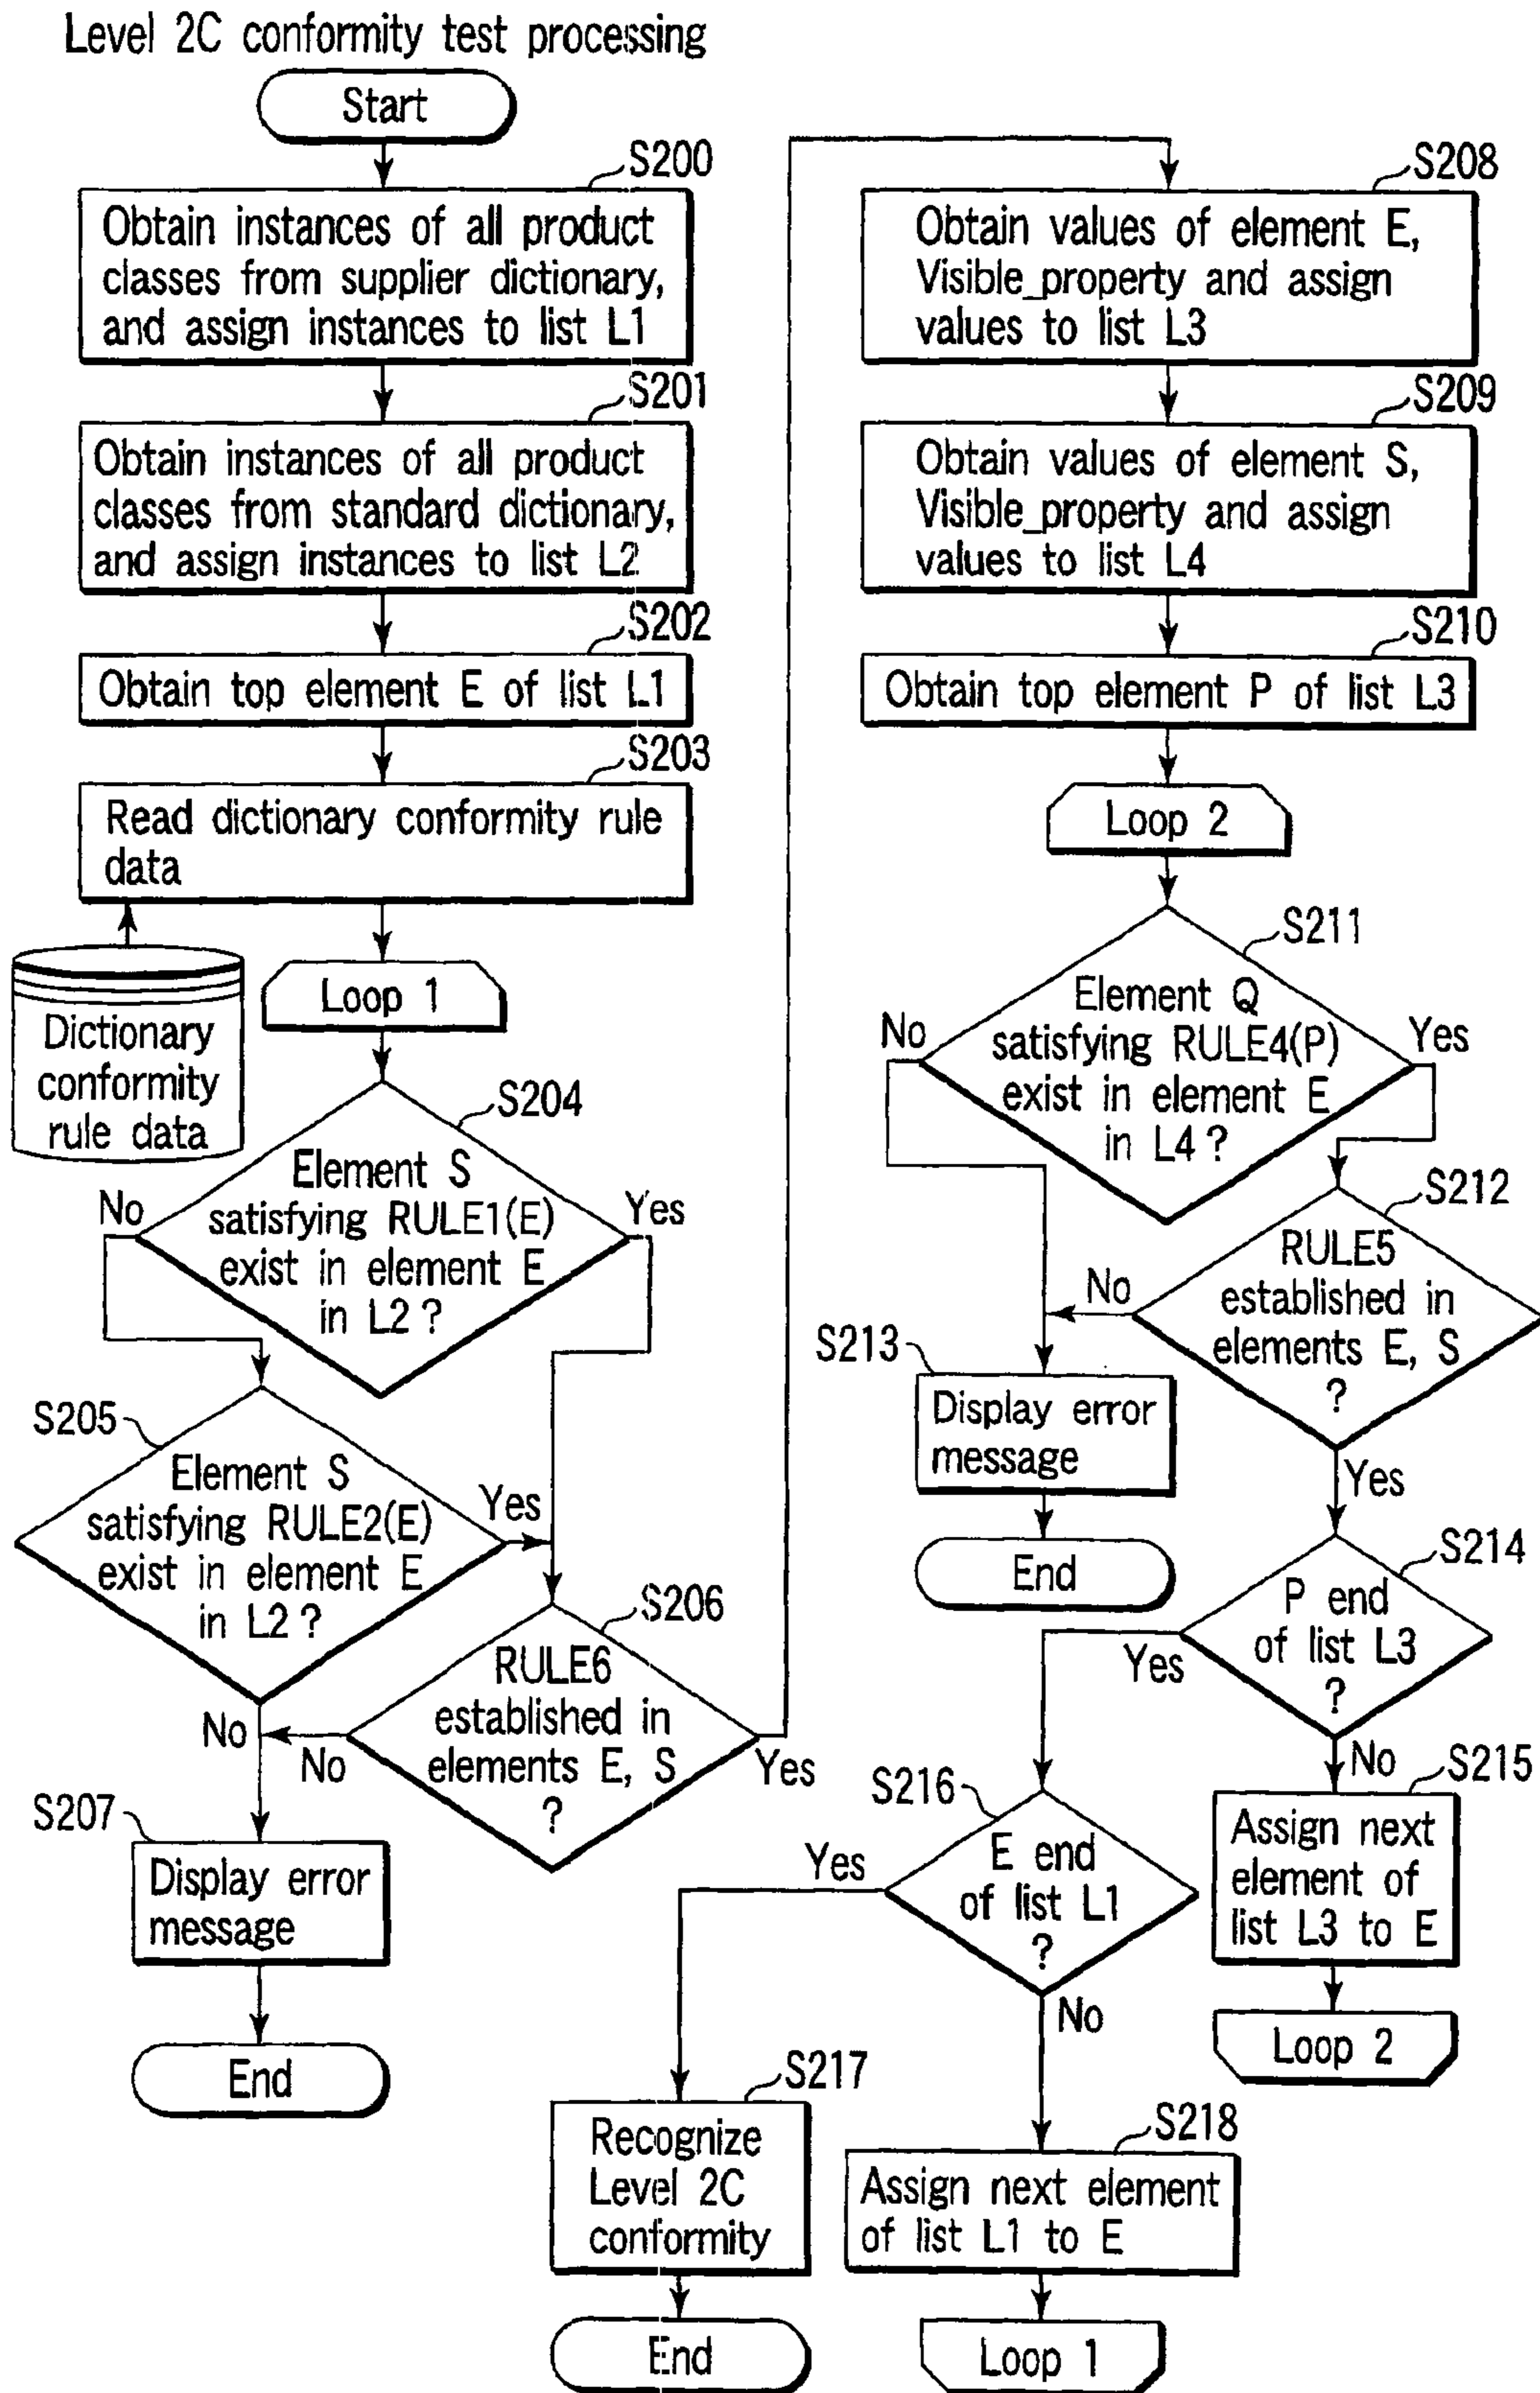 Level 2C conformity test processing
Start
S200
Obtain instances of all product
classes from supplier dictionary,
and assign instances to list L1
S201
Obtain instances of all product
classes from standard dictionary,
and assign instances to list L2
S202
Obtain top element E of list L1
S203
Read dictionary conformity rule
data
Dictionary
conformity
rule data
Loop 1
S204
Element S
satisfying RULE1(E)
exist in element E
in L2?
No
Yes
S205
Element S
satisfying RULE2(E)
exist in element E
in L2?
Yes
No
S206
RULE6
established in
elements E, S
?
No
Yes
S207
Display error
message
End
S208
Obtain values of element E,
Visible_property and assign
values to list L3
S209
Obtain values of element S,
Visible_property and assign
values to list L4
S210
Obtain top element P of list L3
Loop 2
S211
Element Q
satisfying RULE4(P)
exist in element E
in L4?
No
Yes
S212
RULE5
established in
elements E, S
?
No
Yes
S213
Display error
message
End
S214
P end
of list L3
?
Yes
No
S215
Assign next
element of
list L3 to E
Loop 2
S216
E end
of list L1
?
Yes
No
S217
Recognize
Level 2C
conformity
End
S218
Assign next element
of list L1 to E
Loop 1